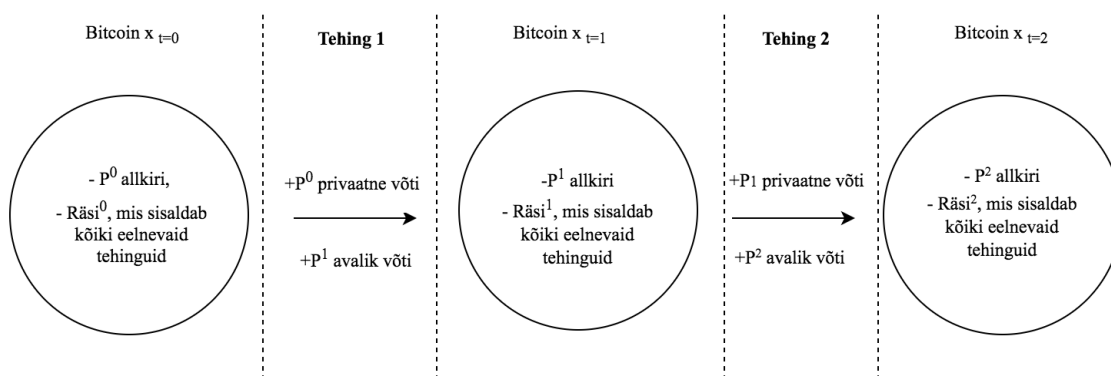 Bitcoin x t=0
Tehing 1
Bitcoin x t=1
Tehing 2
Bitcoin x t=2
- P⁰ allkiri,
- Räsi⁰, mis sisaldab
kõiki eelnevaid
tehinguid
+P⁰ privaatne võti
+P¹ avalik võti
-P¹ allkiri
- Räsi¹, mis sisaldab
kõiki eelnevaid
tehinguid
+P₁ privaatne võti
+P² avalik võti
- P² allkiri
- Räsi², mis sisaldab
kõiki eelnevaid
tehinguid